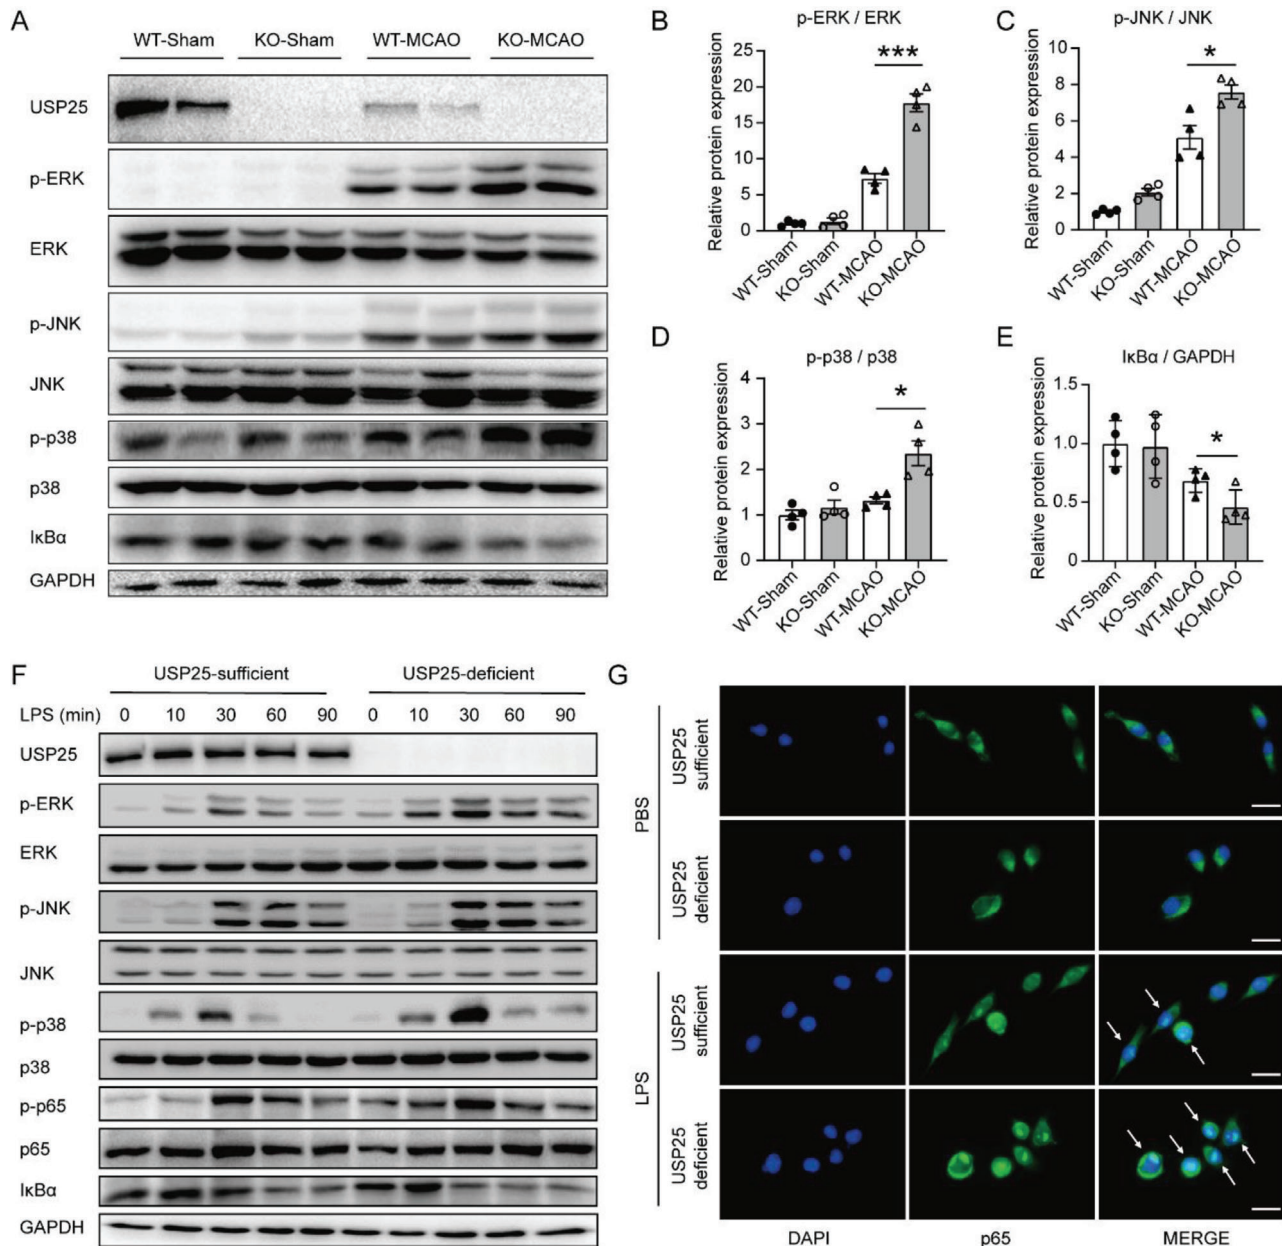 A
WT-Sham KO-Sham WT-MCAO KO-MCAO
USP25
p-ERK
ERK
p-JNK
JNK
p-p38
p38
IκBα
GAPDH
B
p-ERK / ERK
Relative protein expression
25
20
15
10
5
0
***
WT-Sham
KO-Sham
WT-MCAO
KO-MCAO
C
p-JNK / JNK
Relative protein expression
10
8
6
4
2
0
*
WT-Sham
KO-Sham
WT-MCAO
KO-MCAO
D
p-p38 / p38
Relative protein expression
4
3
2
1
0
*
WT-Sham
KO-Sham
WT-MCAO
KO-MCAO
E
IκBα / GAPDH
Relative protein expression
1.5
1.0
0.5
0
*
WT-Sham
KO-Sham
WT-MCAO
KO-MCAO
F
USP25-sufficient USP25-deficient
LPS (min) 0 10 30 60 90 0 10 30 60 90
USP25
p-ERK
ERK
p-JNK
JNK
p-p38
p38
p-p65
p65
IκBα
GAPDH
G
PBS
USP25
sufficient
USP25
deficient
LPS
USP25
sufficient
USP25
deficient
DAPI p65 MERGE